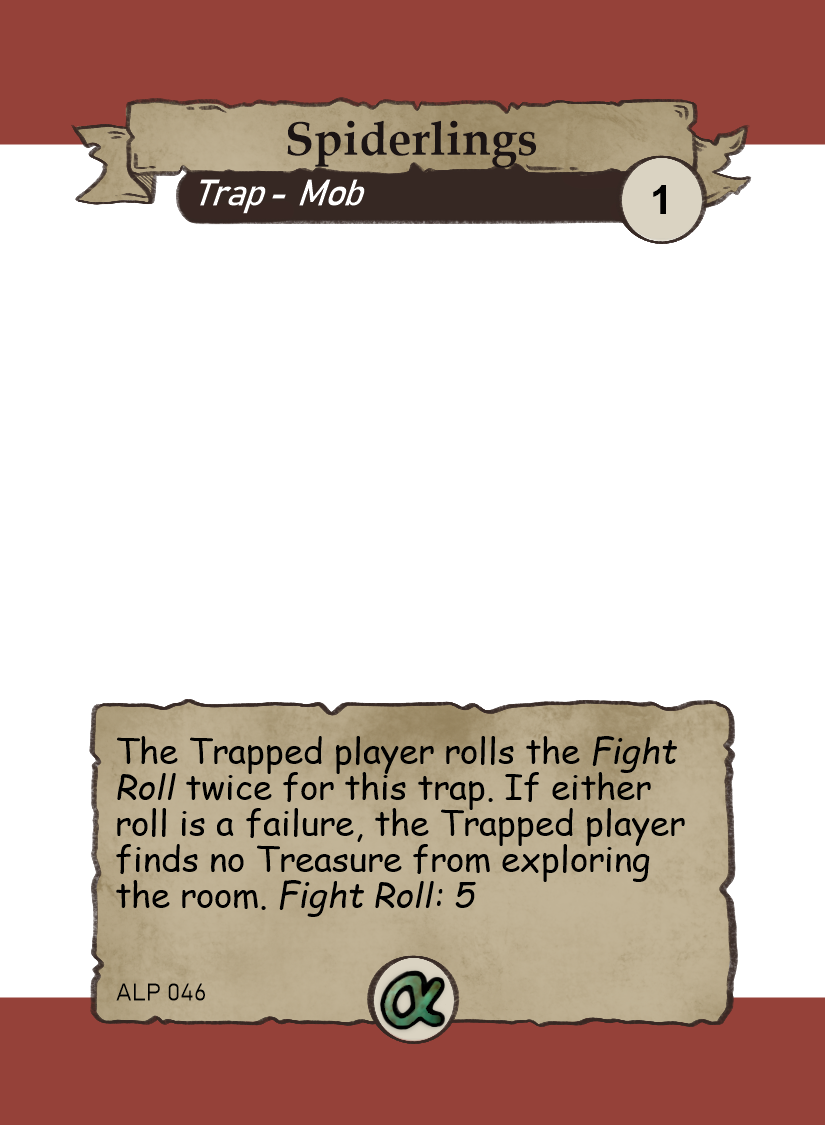 Spiderlings
Trap - Mob
1
The Trapped player rolls the Fight
Roll twice for this trap. If either
roll is a failure, the Trapped player
finds no Treasure from exploring
the room. Fight Roll: 5
ALP 046
α